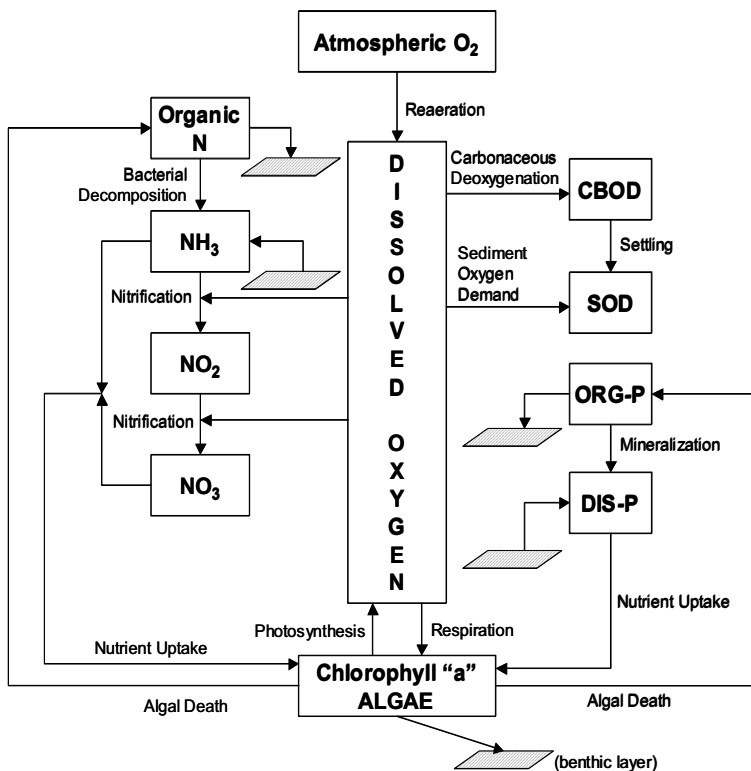 Atmospheric O₂
Reaeration
Organic
N
Bacterial
Decomposition
NH₃
Nitrification
NO₂
Nitrification
NO₃
D
I
S
S
O
L
V
E
D
O
X
Y
G
E
N
Carbonaceous
Deoxygenation
CBOD
Settling
Sediment
Oxygen
Demand
SOD
ORG-P
Mineralization
DIS-P
Nutrient Uptake
Photosynthesis
Respiration
Nutrient Uptake
Chlorophyll “a”
ALGAE
Algal Death
Algal Death
(benthic layer)